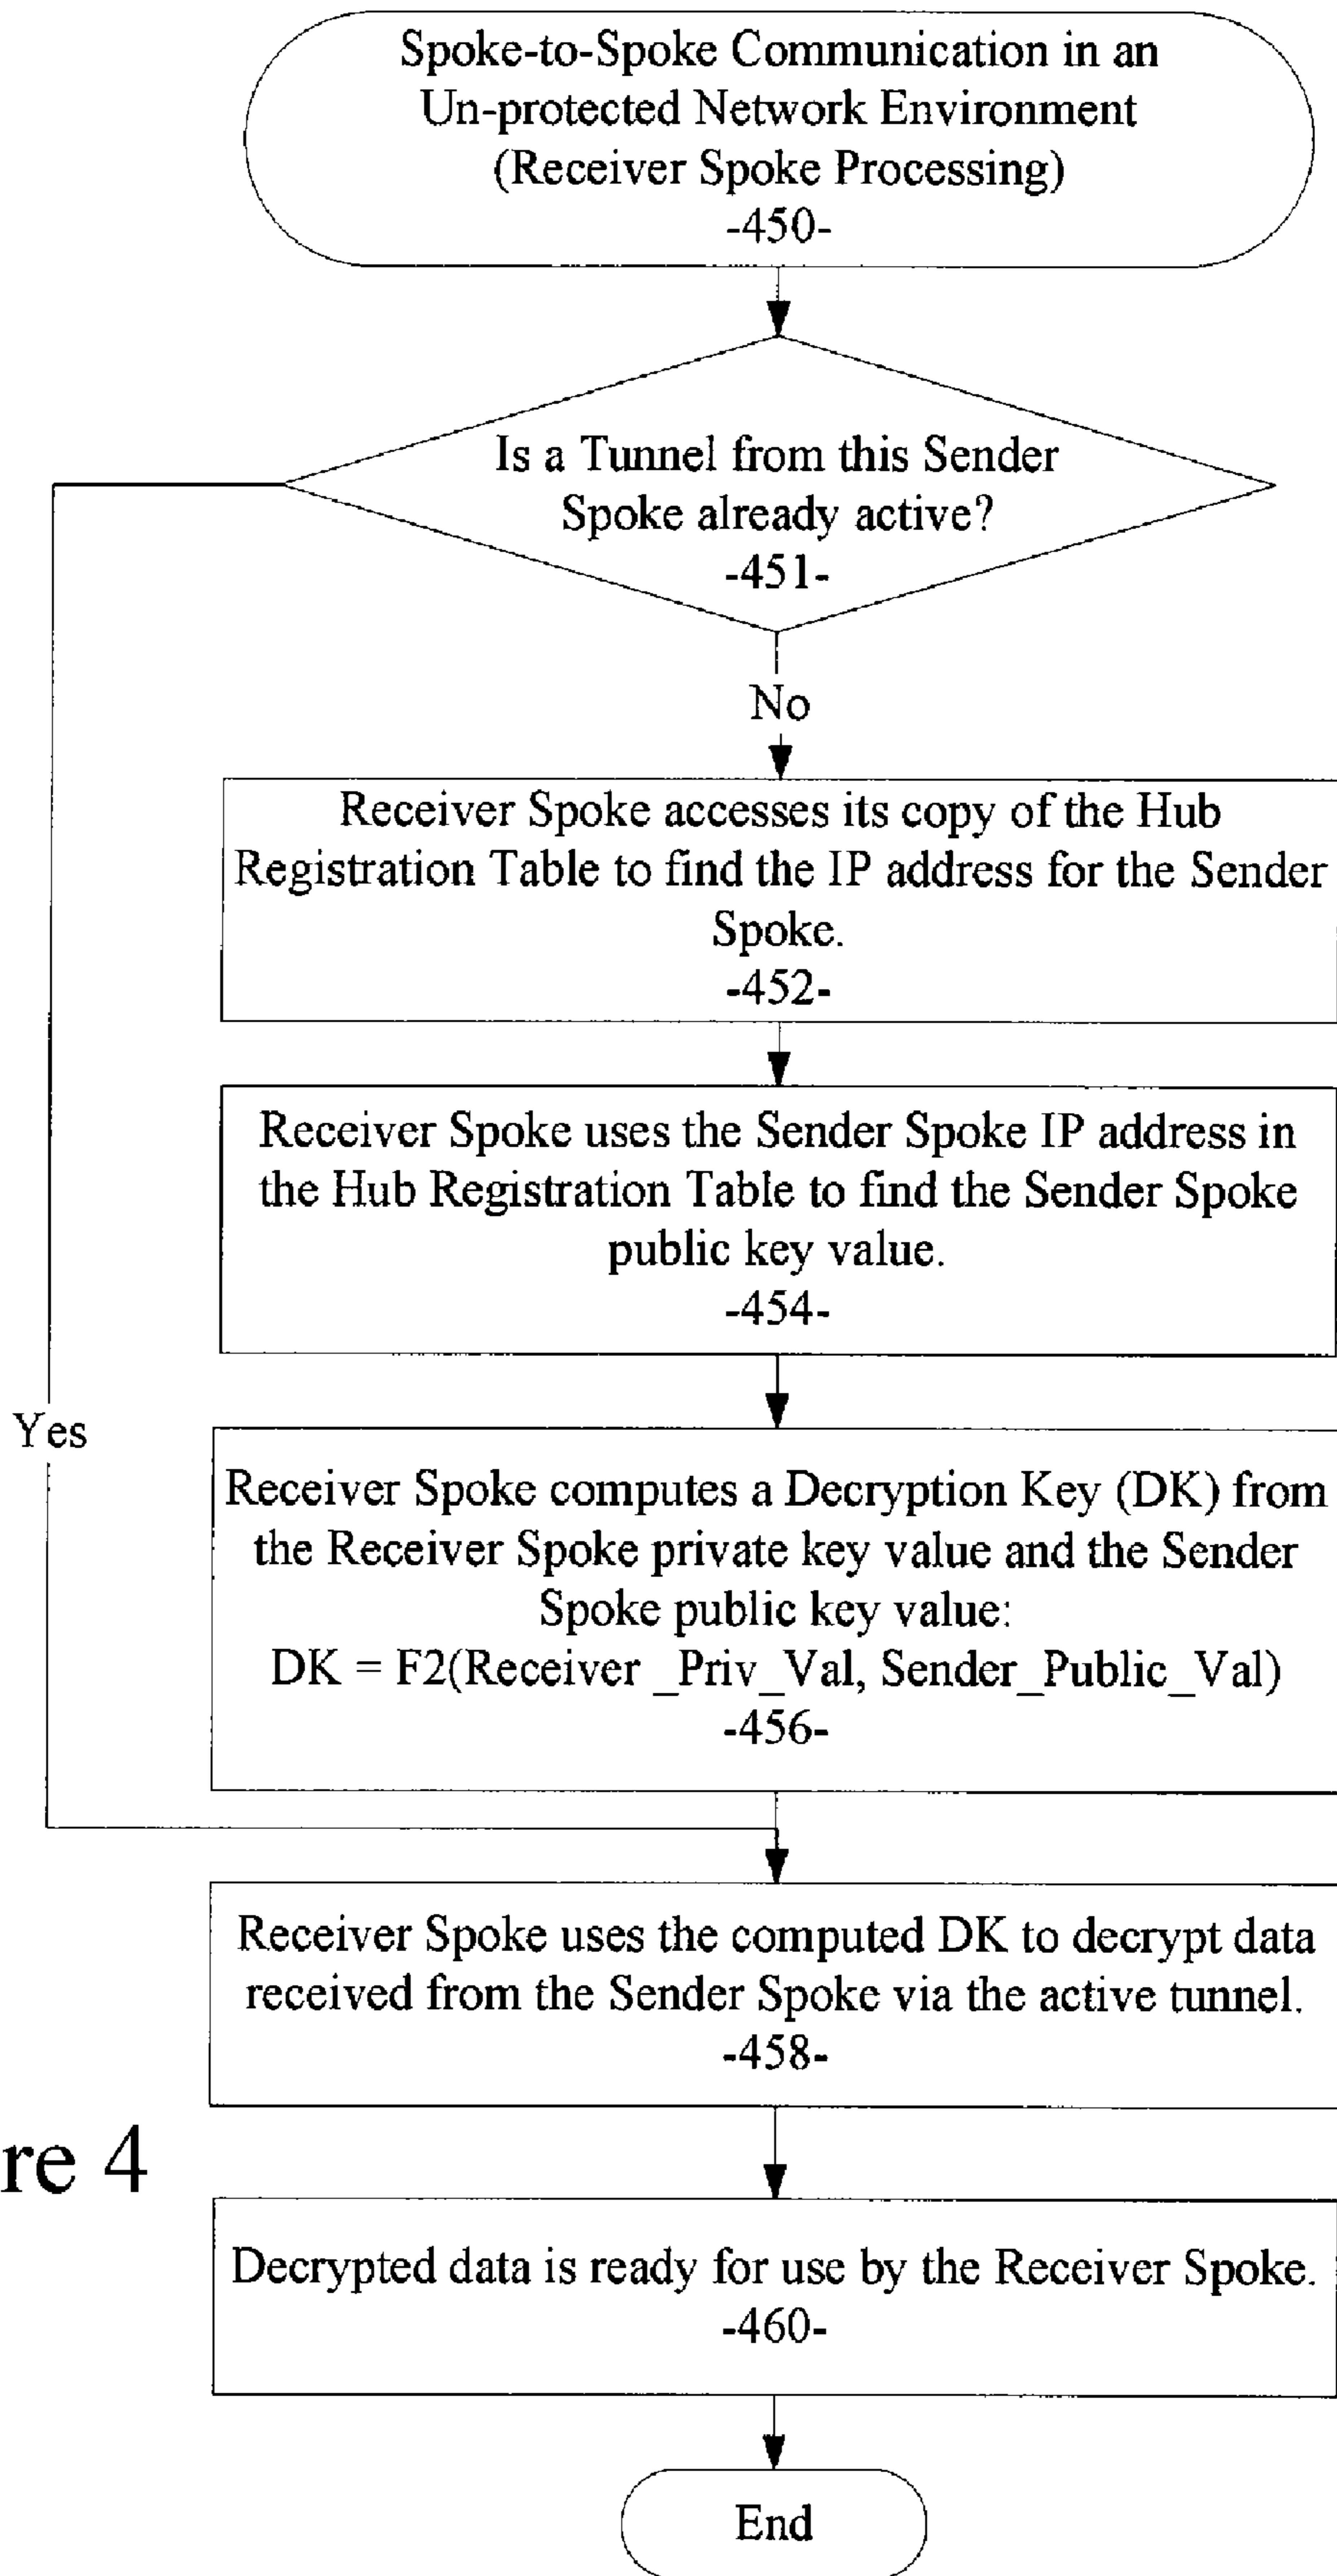 Spoke-to-Spoke Communication in an
Un-protected Network Environment
(Receiver Spoke Processing)
-450-
Is a Tunnel from this Sender
Spoke already active?
-451-
No
Receiver Spoke accesses its copy of the Hub
Registration Table to find the IP address for the Sender
Spoke.
-452-
Receiver Spoke uses the Sender Spoke IP address in
the Hub Registration Table to find the Sender Spoke
public key value.
-454-
Yes
Receiver Spoke computes a Decryption Key (DK) from
the Receiver Spoke private key value and the Sender
Spoke public key value:
DK = F2(Receiver _Priv_Val, Sender_Public_Val)
-456-
Receiver Spoke uses the computed DK to decrypt data
received from the Sender Spoke via the active tunnel.
-458-
re 4
Decrypted data is ready for use by the Receiver Spoke.
-460-
End